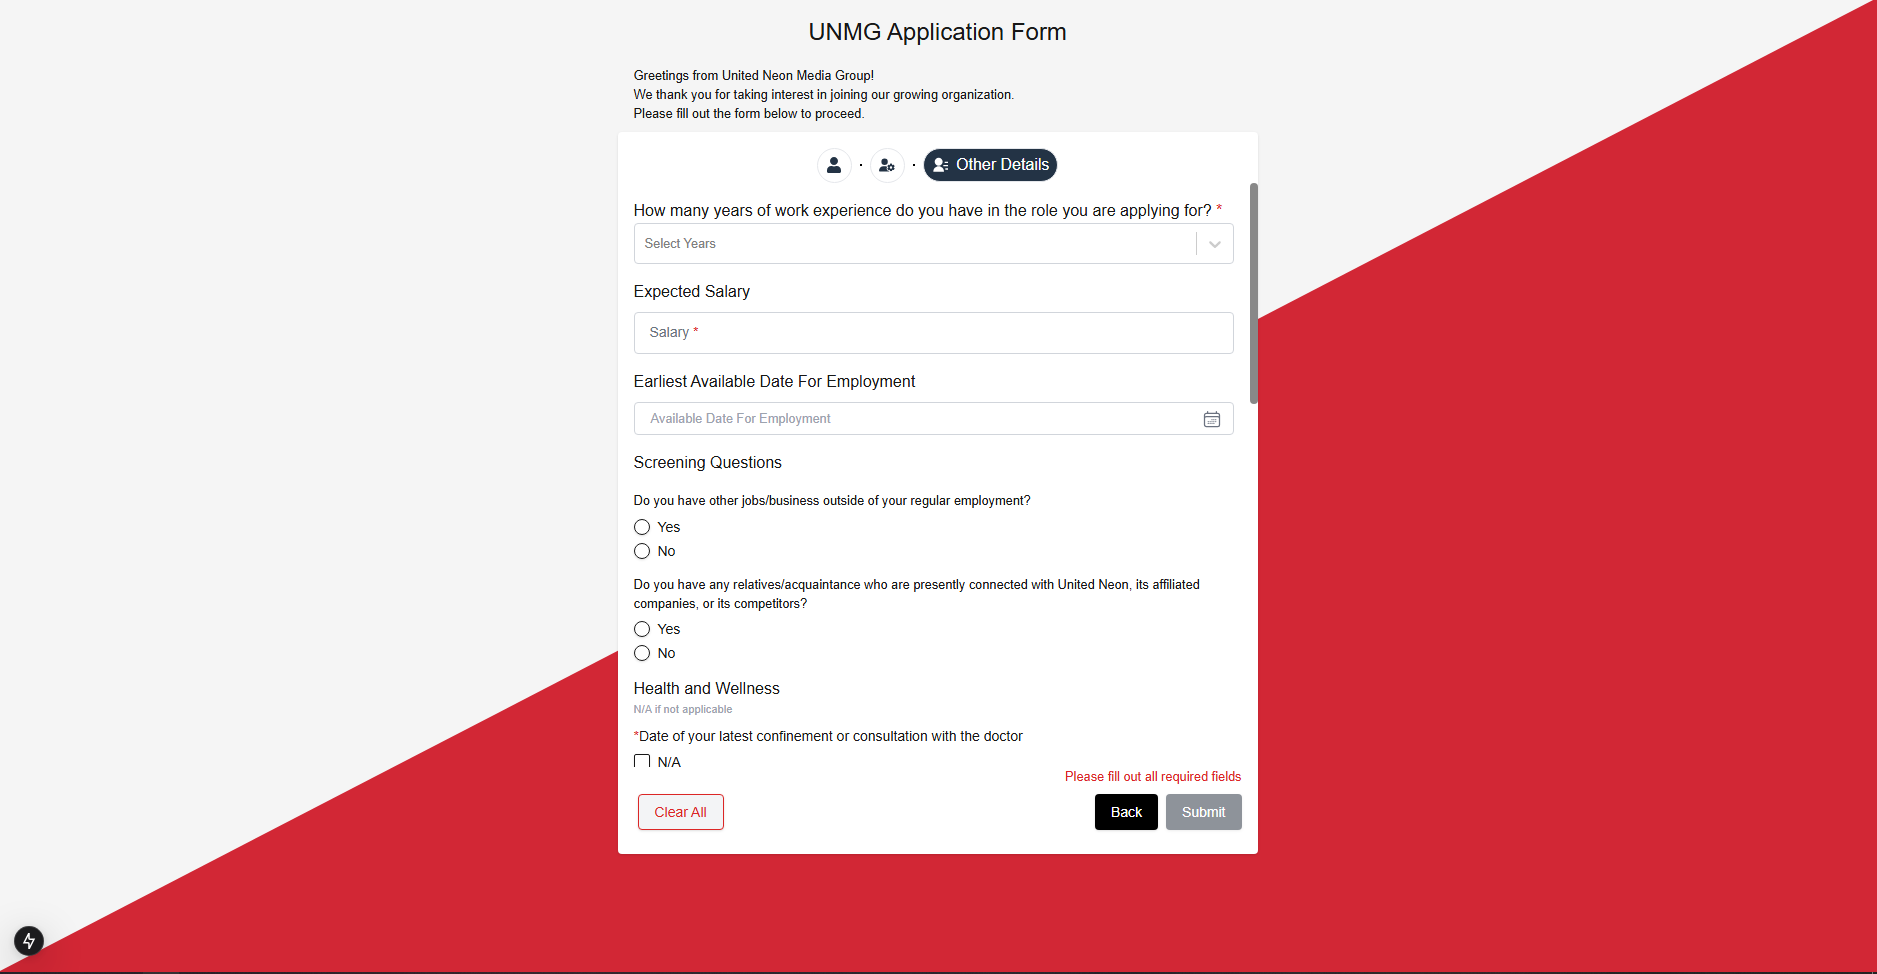 UNMG Application Form
Greetings from United Neon Media Group!
We thank you for taking interest in joining our growing organization.
Please fill out the form below to proceed.
Other Details
How many years of work experience do you have in the role you are applying for? *
Select Years
Expected Salary
Salary *
Earliest Available Date For Employment
Available Date For Employment
Screening Questions
Do you have other jobs/business outside of your regular employment?
Yes
No
Do you have any relatives/acquaintance who are presently connected with United Neon, its affiliated
companies, or its competitors?
Yes
No
Health and Wellness
N/A if not applicable
*Date of your latest confinement or consultation with the doctor
N/A
Please fill out all required fields
Clear All
Back
Submit